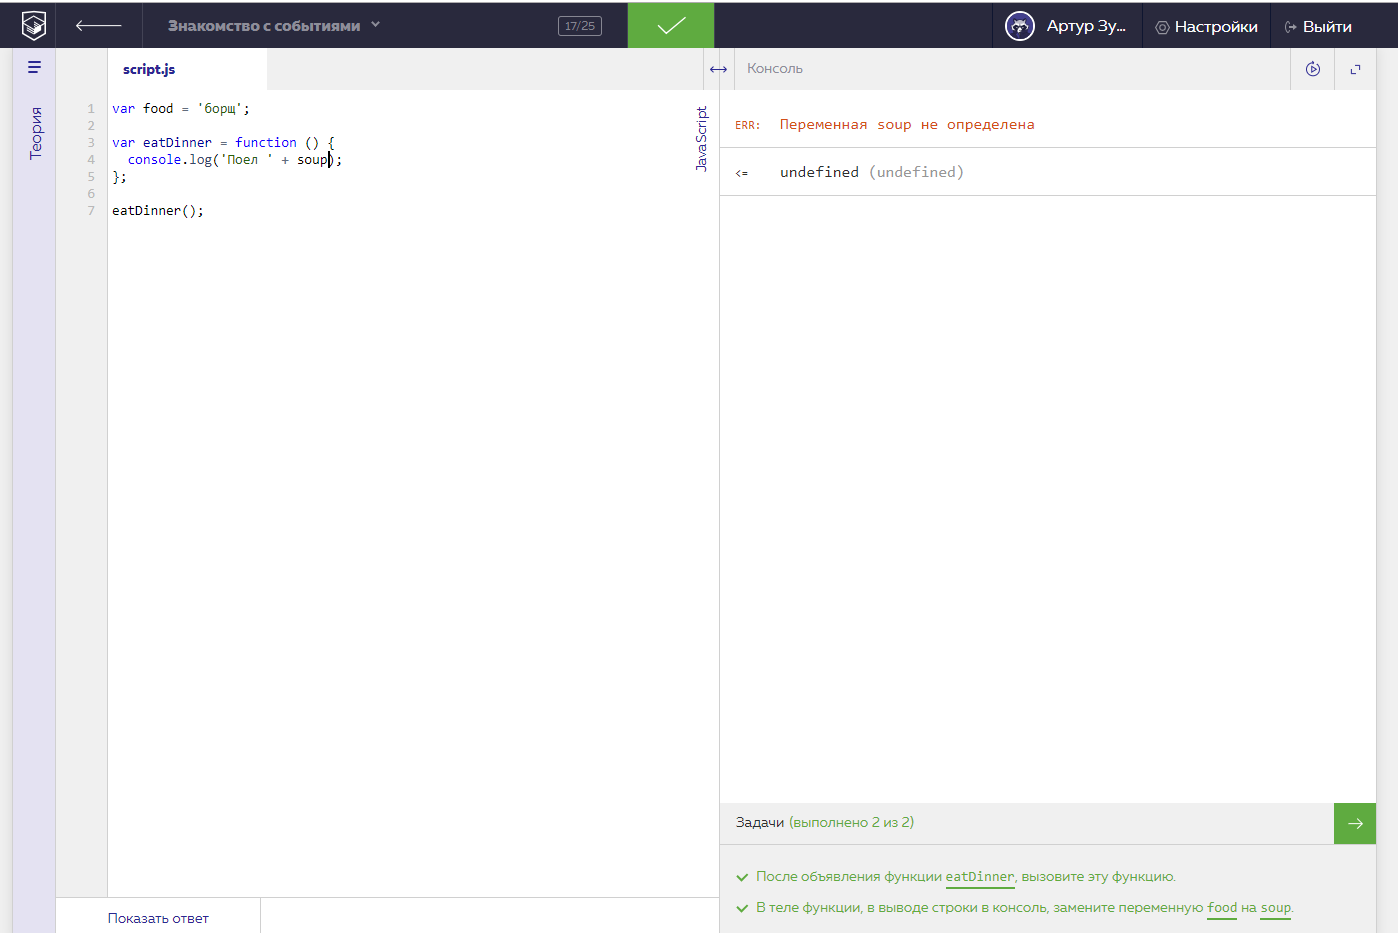 Знакомство с событиями
17/25
Артур Зу...
Настройки
Выйти
Теория
script.js
1 var food = 'борщ';
2
3 var eatDinner = function () {
4 console.log('Поел ' + soup);
5 };
6
7 eatDinner();
JavaScript
Показать ответ
Консоль
ERR: Переменная soup не определена
<= undefined (undefined)
Задачи (выполнено 2 из 2)
После объявления функции eatDinner, вызовите эту функцию.
В теле функции, в выводе строки в консоль, замените переменную food на soup.